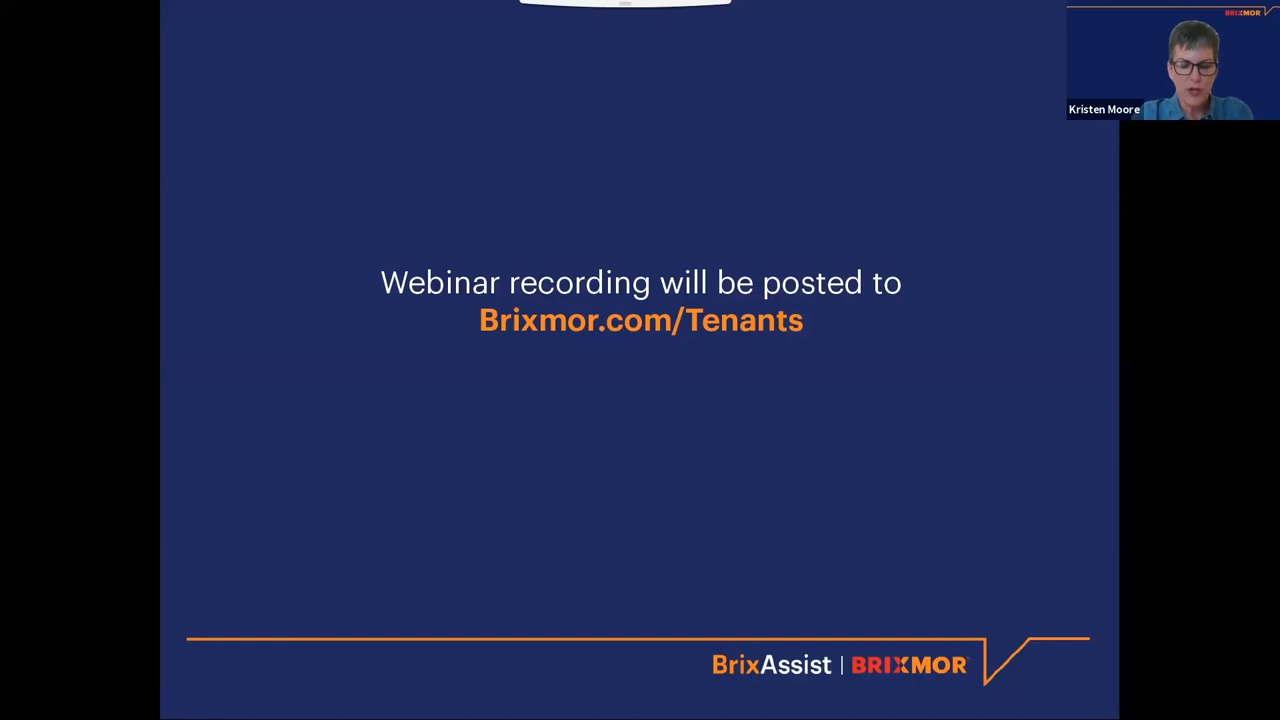 BRIXMOR
Kristen Moore
Webinar recording will be posted to
Brixmor.com/Tenants
BrixAssist | BRIXMOR